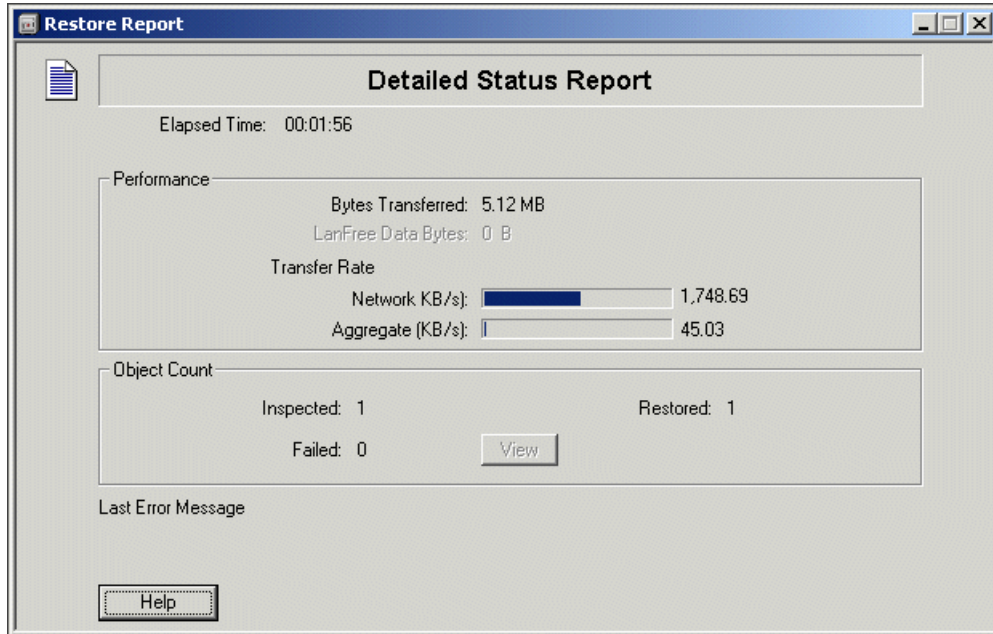 Restore Report
Detailed Status Report
Elapsed Time: 00:01:56
Performance
Bytes Transferred: 5.12 MB
LanFree Data Bytes: 0 B
Transfer Rate
Network KB/s): 1,748.69
Aggregate (KB/s): 45.03
Object Count
Inspected: 1 Restored: 1
Failed: 0 View
Last Error Message
Help